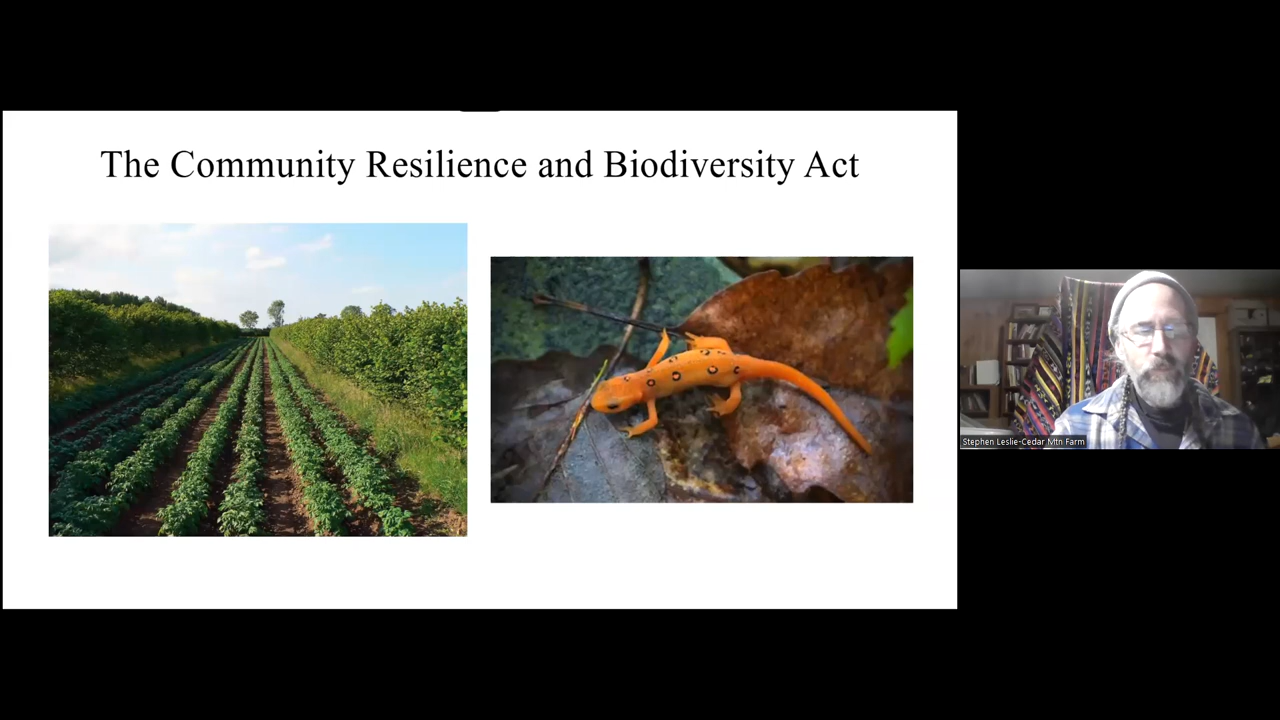 The Community Resilience and Biodiversity Act
Stephen Leslie-Cedar Mtn Farm